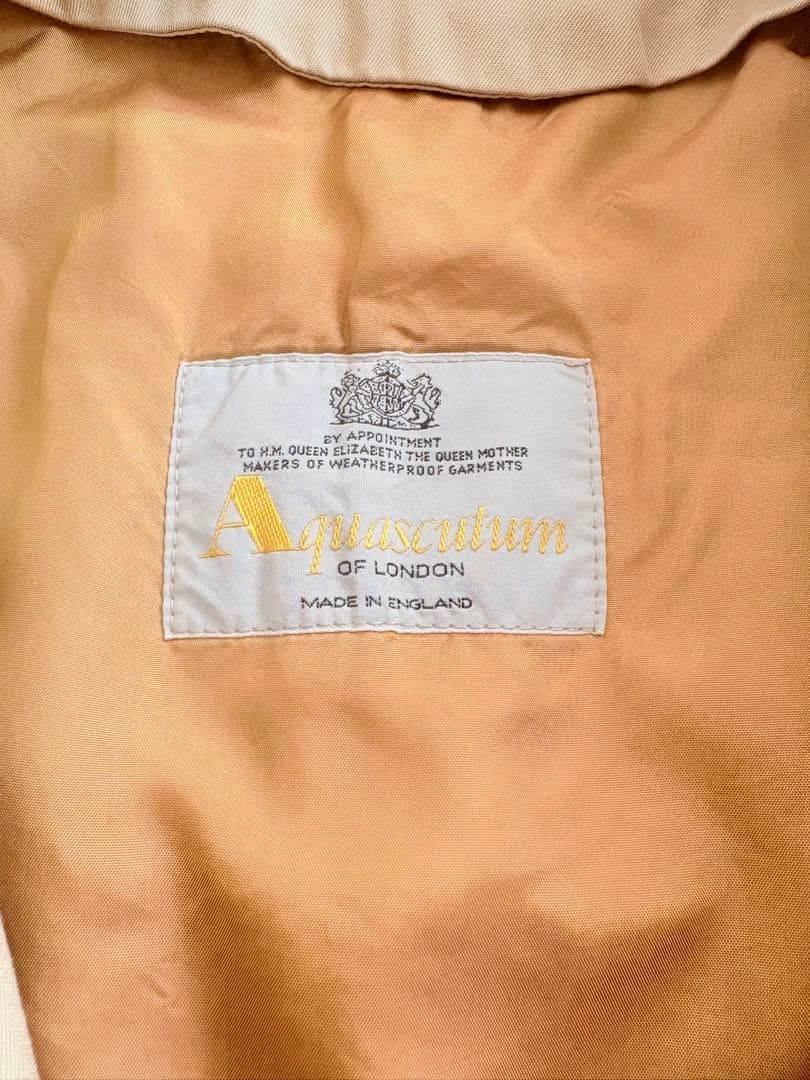 BY APPOINTMENT
TO H.M. QUEEN ELIZABETH THE QUEEN MOTHER
MAKERS OF WEATHERPROOF GARMENTS
Aquascutum
OF LONDON
MADE IN ENGLAND